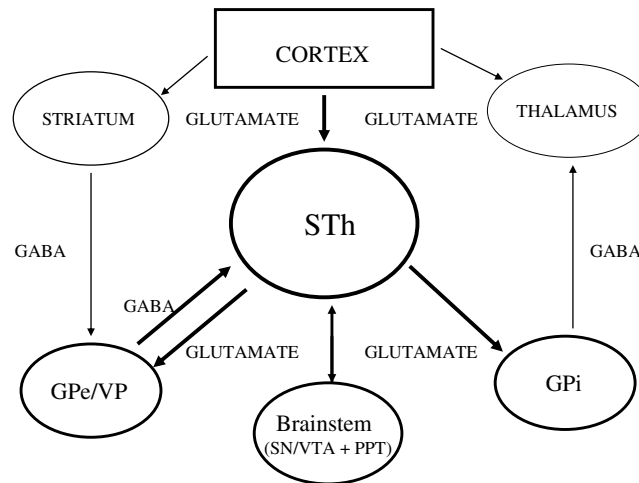 CORTEX
STRIATUM
GLUTAMATE
GLUTAMATE
THALAMUS
STh
GABA
GABA
GABA
GLUTAMATE
GLUTAMATE
GPe/VP
GPi
Brainstem
(SN/VTA + PPT)